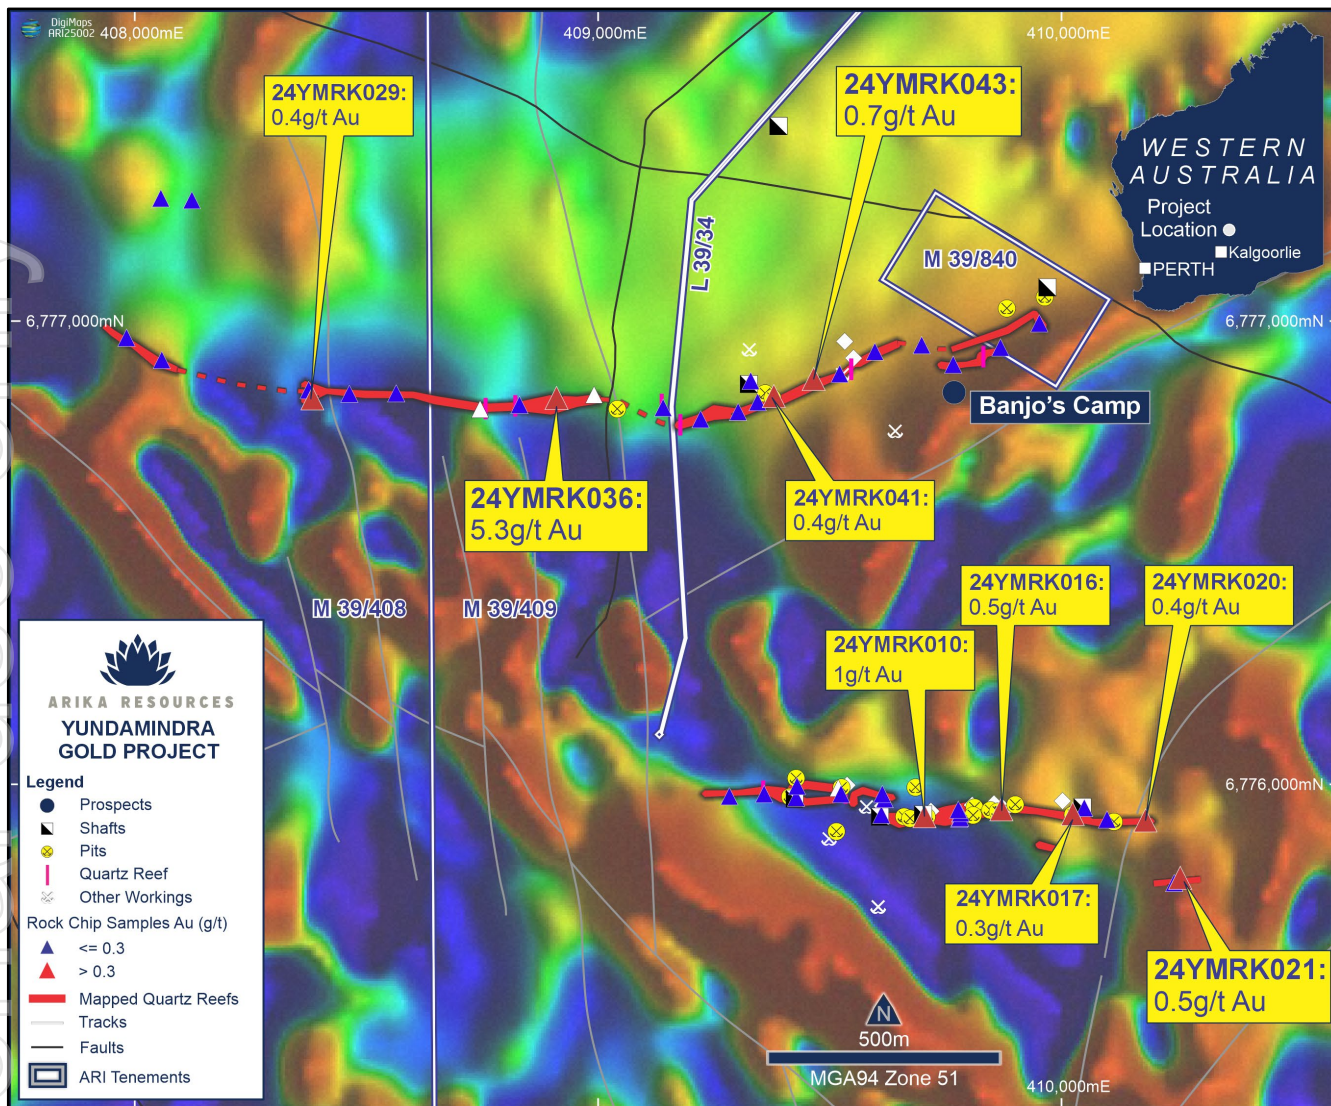 DigiMaps
ARI25002
408,000mE
409,000mE
410,000mE
24YMRK029:
0.4g/t Au
24YMRK043:
0.7g/t Au
WESTERN
AUSTRALIA
Project
Location
Kalgoorlie
PERTH
L 39/34
M 39/840
6,777,000mN
6,777,000mN
Banjo's Camp
24YMRK036:
5.3g/t Au
24YMRK041:
0.4g/t Au
24YMRK016:
0.5g/t Au
24YMRK020:
0.4g/t Au
M 39/408
M 39/409
24YMRK010:
1g/t Au
ARIKA RESOURCES
YUNDAMINDRA
GOLD PROJECT
Legend
Prospects
Shafts
Pits
Quartz Reef
Other Workings
Rock Chip Samples Au (g/t)
<= 0.3
> 0.3
Mapped Quartz Reefs
Tracks
Faults
ARI Tenements
6,776,000mN
24YMRK017:
0.3g/t Au
24YMRK021:
0.5g/t Au
N
500m
MGA94 Zone 51
410,000mE